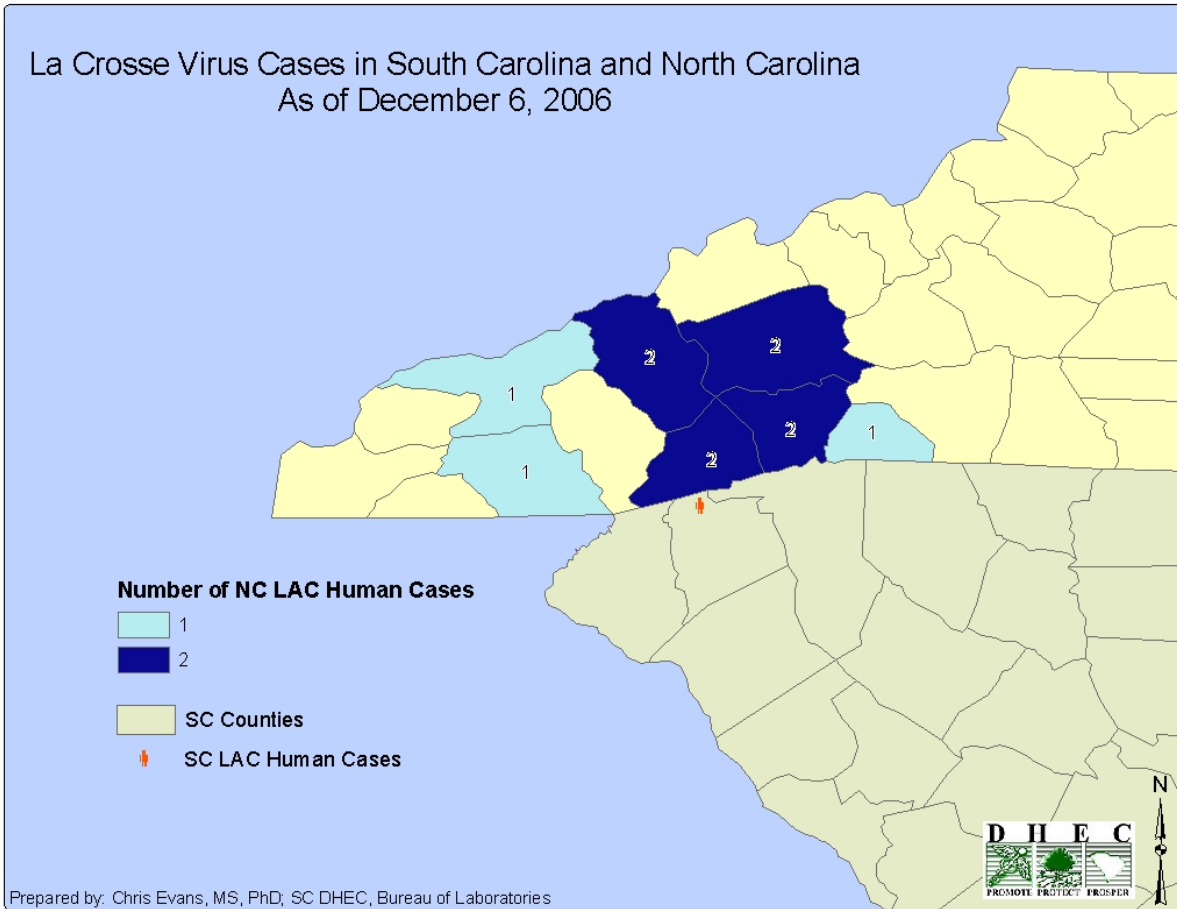 La Crosse Virus Cases in South Carolina and North Carolina
As of December 6, 2006
2
2
1
2
1
2
1
Number of NC LAC Human Cases
1
2
SC Counties
SC LAC Human Cases
N
D H E C
PROMOTE PROTECT PROSPER
Prepared by: Chris Evans, MS, PhD; SC DHEC, Bureau of Laboratories